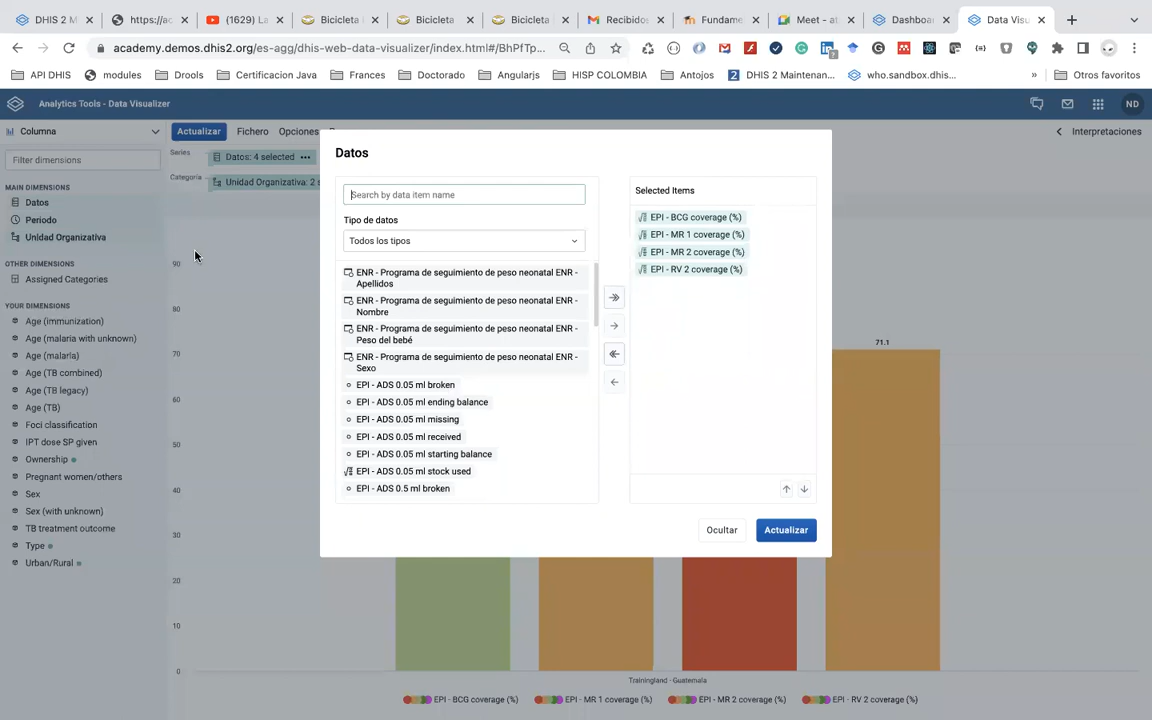 DHIS 2 M
https://ac
(1629) La
Bicicleta
Bicicleta
Bicicleta
Recibidos
Fundame
Meet - at
Dashboar
Data Visu
academy.demos.dhis2.org/es-agg/dhis-web-data-visualizer/index.html#/BhPfTp...
API DHIS
modules
Drools
Certificacion Java
Frances
Doctorado
Angularjs
HISP COLOMBIA
Antojos
DHIS 2 Maintenan...
who.sandbox.dhis...
»
Otros favoritos
Analytics Tools - Data Visualizer
ND
Columna
Actualizar
Fichero
Opciones
Interpretaciones
Filter dimensions
MAIN DIMENSIONS
Datos
Periodo
Unidad Organizativa
OTHER DIMENSIONS
Assigned Categories
YOUR DIMENSIONS
Age (immunization)
Age (malaria with unknown)
Age (malaria)
Age (TB combined)
Age (TB legacy)
Age (TB)
Foci classification
IPT dose SP given
Ownership
Pregnant women/others
Sex
Sex (with unknown)
TB treatment outcome
Type
Urban/Rural
Series
Datos: 4 selected
Categoría
Unidad Organizativa: 2 s
Datos
Search by data item name
Tipo de datos
Todos los tipos
ENR - Programa de seguimiento de peso neonatal ENR -
Apellidos
ENR - Programa de seguimiento de peso neonatal ENR -
Nombre
ENR - Programa de seguimiento de peso neonatal ENR -
Peso del bebé
ENR - Programa de seguimiento de peso neonatal ENR -
Sexo
EPI - ADS 0.05 ml broken
EPI - ADS 0.05 ml ending balance
EPI - ADS 0.05 ml missing
EPI - ADS 0.05 ml received
EPI - ADS 0.05 ml starting balance
EPI - ADS 0.05 ml stock used
EPI - ADS 0.5 ml broken
Selected Items
EPI - BCG coverage (%)
EPI - MR 1 coverage (%)
EPI - MR 2 coverage (%)
EPI - RV 2 coverage (%)
Ocultar
Actualizar
90
80
70
60
50
40
30
20
10
0
71.1
Trainingland - Guatemala
EPI - BCG coverage (%)
EPI - MR 1 coverage (%)
EPI - MR 2 coverage (%)
EPI - RV 2 coverage (%)